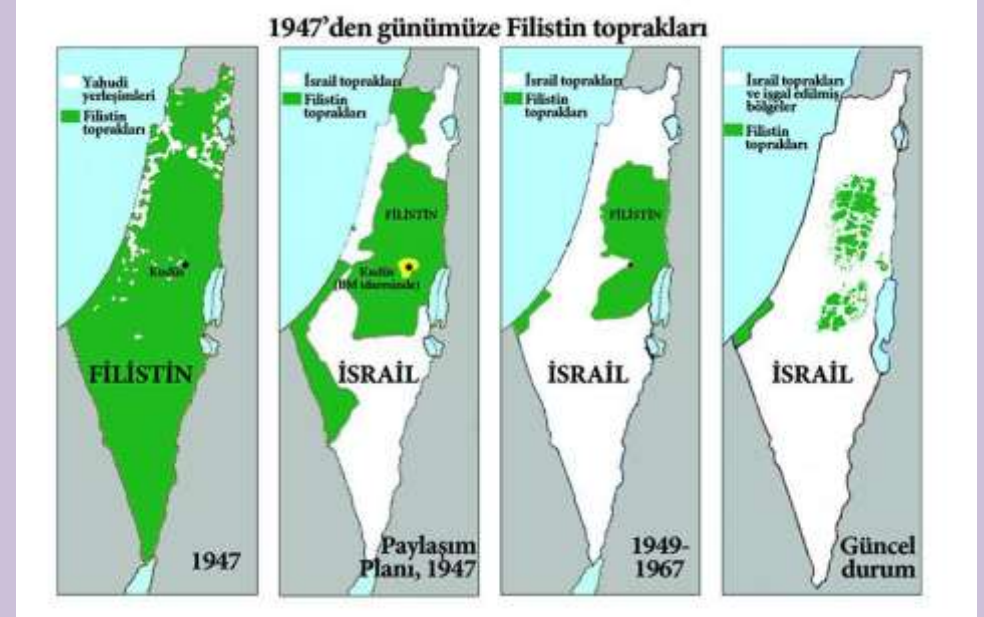 1947'den günümüze Filistin toprakları
Yahudi
yerleşimleri
Filistin
toprakları
Kudüs
FİLİSTİN
1947
İsrail toprakları
Filistin
toprakları
FİLİSTİN
Kudüs
(BM idaresinde)
İSRAİL
Paylaşım
Planı, 1947
İsrail toprakları
Filistin
toprakları
FİLİSTİN
İSRAİL
1949-
1967
İsrail toprakları
ve işgal edilmiş
bölgeler
Filistin
toprakları
İSRAİL
Güncel
durum